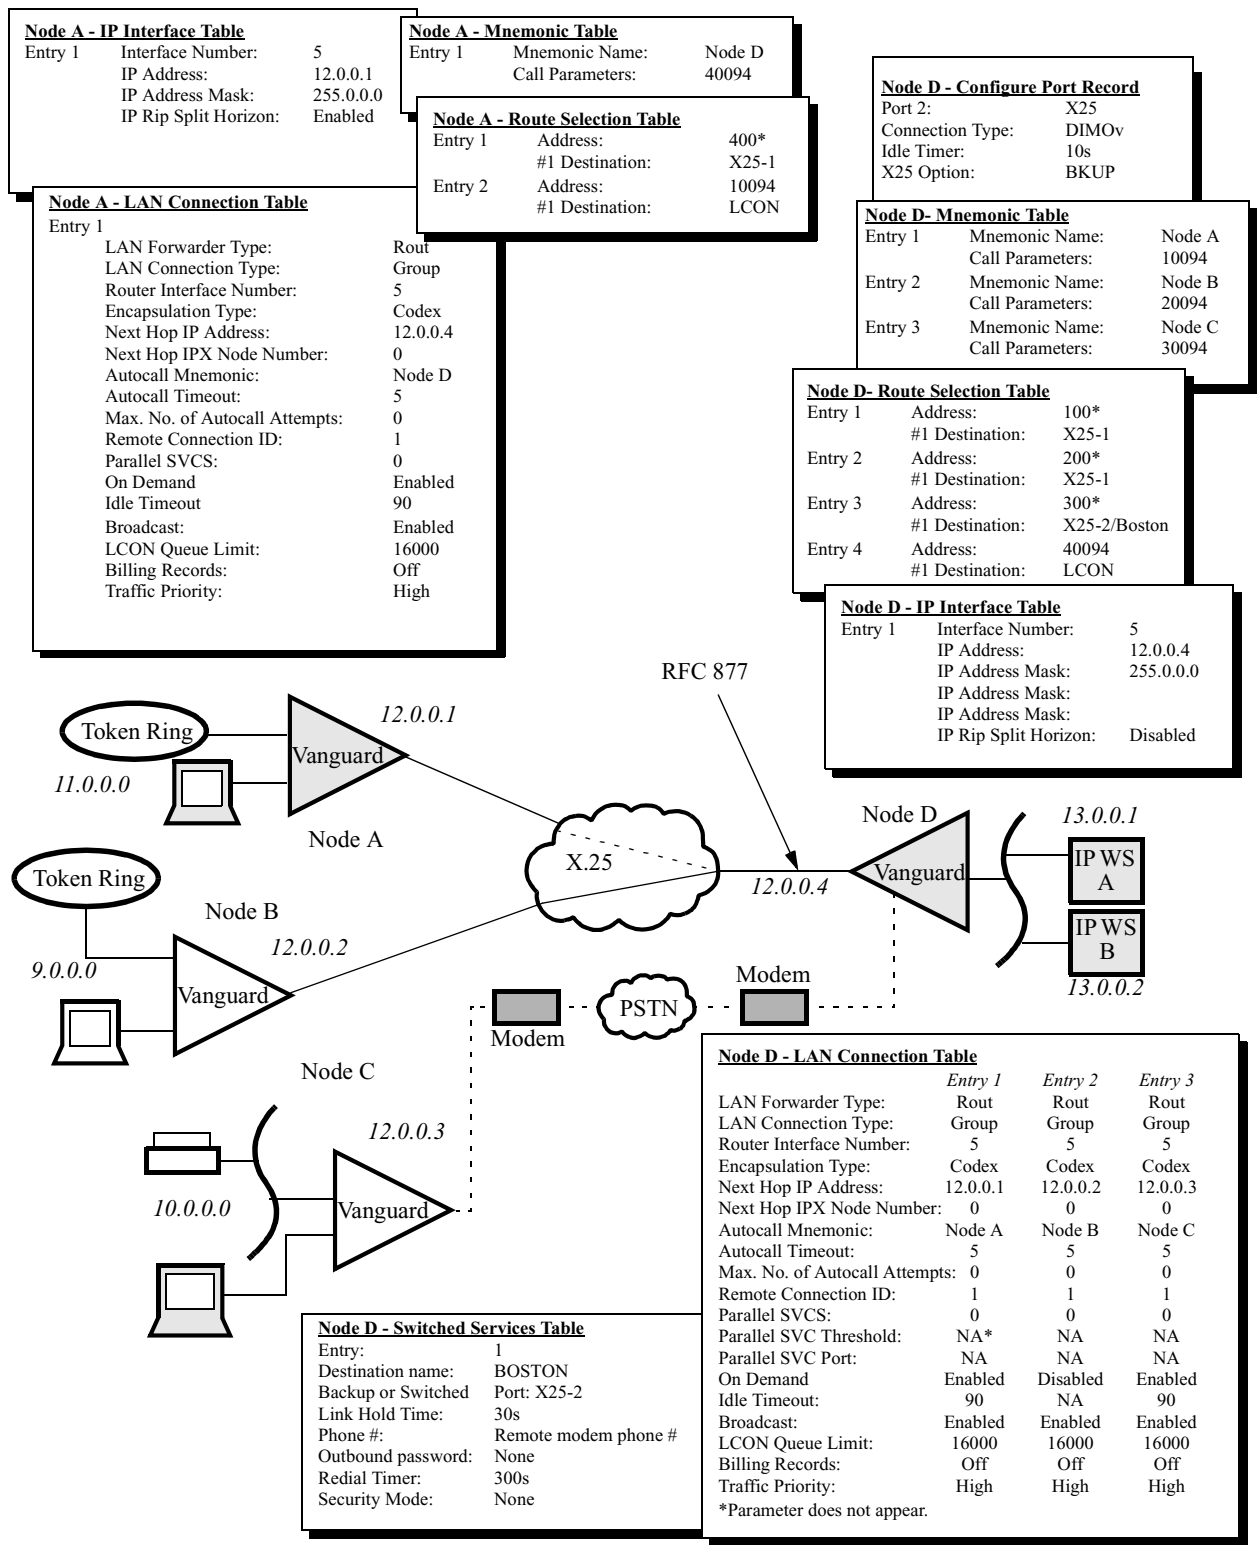 Node A - IP Interface Table
Entry 1 Interface Number: 5
IP Address: 12.0.0.1
IP Address Mask: 255.0.0.0
IP Rip Split Horizon: Enabled
Node A - Mnemonic Table
Entry 1 Mnemonic Name: Node D
Call Parameters: 40094
Node A - Route Selection Table
Entry 1 Address: 400*
#1 Destination: X25-1
Entry 2 Address: 10094
#1 Destination: LCON
Node A - LAN Connection Table
Entry 1
LAN Forwarder Type: Rout
LAN Connection Type: Group
Router Interface Number: 5
Encapsulation Type: Codex
Next Hop IP Address: 12.0.0.4
Next Hop IPX Node Number: 0
Autocall Mnemonic: Node D
Autocall Timeout: 5
Max. No. of Autocall Attempts: 0
Remote Connection ID: 1
Parallel SVCS: 0
On Demand Enabled
Idle Timeout 90
Broadcast: Enabled
LCON Queue Limit: 16000
Billing Records: Off
Traffic Priority: High
Node D - Configure Port Record
Port 2: X25
Connection Type: DIMOv
Idle Timer: 10s
X25 Option: BKUP
Node D- Mnemonic Table
Entry 1 Mnemonic Name: Node A
Call Parameters: 10094
Entry 2 Mnemonic Name: Node B
Call Parameters: 20094
Entry 3 Mnemonic Name: Node C
Call Parameters: 30094
Node D- Route Selection Table
Entry 1 Address: 100*
#1 Destination: X25-1
Entry 2 Address: 200*
#1 Destination: X25-1
Entry 3 Address: 300*
#1 Destination: X25-2/Boston
Entry 4 Address: 40094
#1 Destination: LCON
Node D - IP Interface Table
Entry 1 Interface Number: 5
IP Address: 12.0.0.4
IP Address Mask: 255.0.0.0
IP Address Mask:
IP Address Mask:
IP Rip Split Horizon: Disabled
RFC 877
Token Ring
12.0.0.1
Vanguard
11.0.0.0
Node A
X.25
12.0.0.4
Node D
Vanguard
13.0.0.1
IP WS
A
IP WS
B
13.0.0.2
Token Ring
Node B
12.0.0.2
9.0.0.0
Vanguard
Modem
PSTN
Modem
Node C
12.0.0.3
10.0.0.0
Vanguard
Node D - LAN Connection Table
Entry 1 Entry 2 Entry 3
LAN Forwarder Type: Rout Rout Rout
LAN Connection Type: Group Group Group
Router Interface Number: 5 5 5
Encapsulation Type: Codex Codex Codex
Next Hop IP Address: 12.0.0.1 12.0.0.2 12.0.0.3
Next Hop IPX Node Number: 0 0 0
Autocall Mnemonic: Node A Node B Node C
Autocall Timeout: 5 5 5
Max. No. of Autocall Attempts: 0 0 0
Remote Connection ID: 1 1 1
Parallel SVCS: 0 0 0
Parallel SVC Threshold: NA* NA NA
Parallel SVC Port: NA NA NA
On Demand Enabled Disabled Enabled
Idle Timeout: 90 NA 90
Broadcast: Enabled Enabled Enabled
LCON Queue Limit: 16000 16000 16000
Billing Records: Off Off Off
Traffic Priority: High High High
*Parameter does not appear.
Node D - Switched Services Table
Entry: 1
Destination name: BOSTON
Backup or Switched Port: X25-2
Link Hold Time: 30s
Phone #: Remote modem phone #
Outbound password: None
Redial Timer: 300s
Security Mode: None